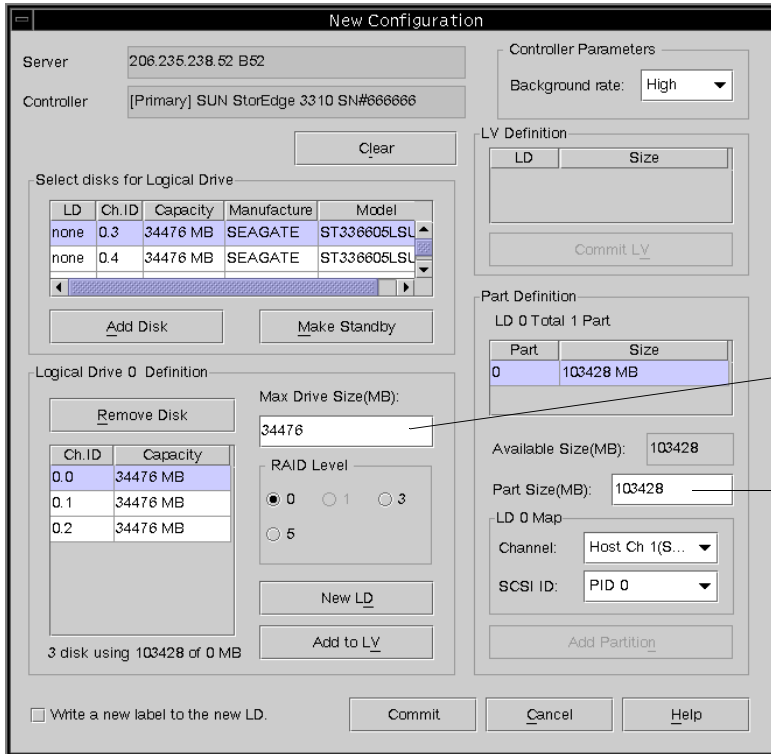 New Configuration
Server
206.235.238.52 B52
Controller
[Primary] SUN StorEdge 3310 SN#666666
Clear
Select disks for Logical Drive
LD Ch.ID Capacity Manufacture Model
none 0.3 34476 MB SEAGATE ST336605LSU
none 0.4 34476 MB SEAGATE ST336605LSU
Add Disk
Make Standby
Logical Drive 0 Definition
Remove Disk
Ch.ID Capacity
0.0 34476 MB
0.1 34476 MB
0.2 34476 MB
3 disk using 103428 of 0 MB
Max Drive Size(MB):
34476
RAID Level
0 1 3
5
New LD
Add to LV
Controller Parameters
Background rate: High
LV Definition
LD Size
Commit LV
Part Definition
LD 0 Total 1 Part
Part Size
0 103428 MB
Available Size(MB): 103428
Part Size(MB): 103428
LD 0 Map
Channel: Host Ch 1(S...
SCSI ID: PID 0
Add Partition
Write a new label to the new LD.
Commit
Cancel
Help